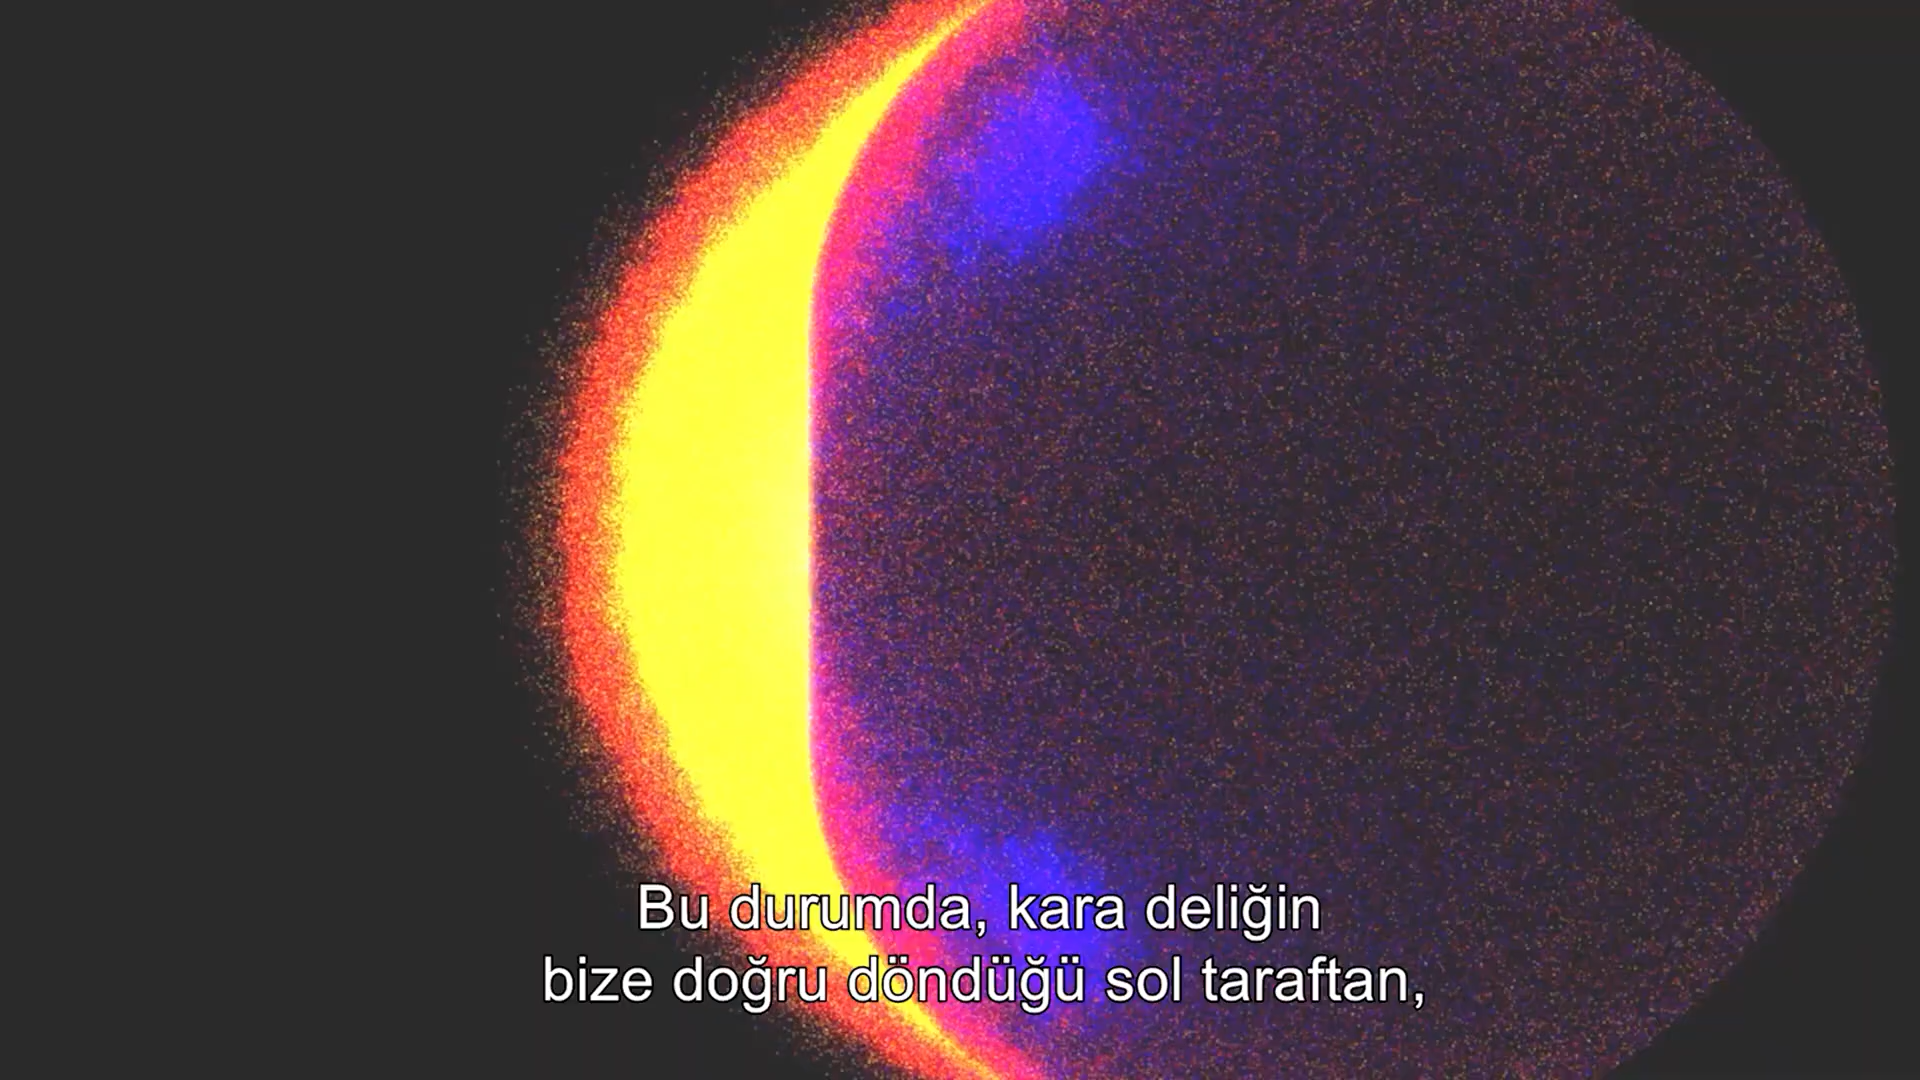 Bu durumda, kara deliğin
bize doğru döndüğü sol taraftan,